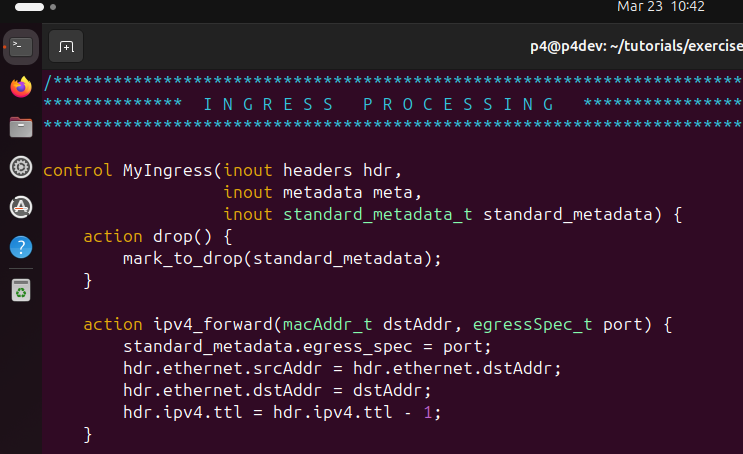 Mar 23 10:42
p4@p4dev: ~/tutorials/exercise
/*********************************************************************
************** I N G R E S S   P R O C E S S I N G   ****************
**********************************************************************
control MyIngress(inout headers hdr,
                  inout metadata meta,
                  inout standard_metadata_t standard_metadata) {
    action drop() {
        mark_to_drop(standard_metadata);
    }
    action ipv4_forward(macAddr_t dstAddr, egressSpec_t port) {
        standard_metadata.egress_spec = port;
        hdr.ethernet.srcAddr = hdr.ethernet.dstAddr;
        hdr.ethernet.dstAddr = dstAddr;
        hdr.ipv4.ttl = hdr.ipv4.ttl - 1;
    }